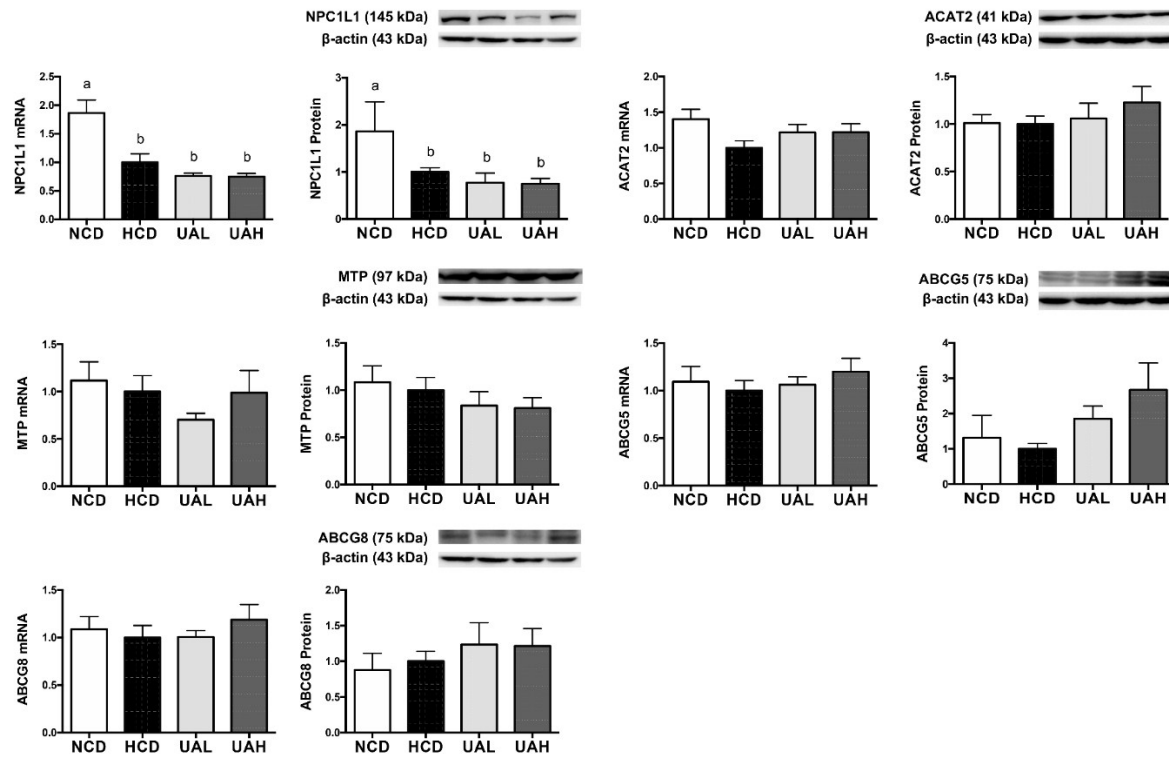 NPC1L1 (145 kDa)
β-actin (43 kDa)
ACAT2 (41 kDa)
β-actin (43 kDa)
NPC1L1 mRNA
2.5
2.0
1.5
1.0
0.5
0.0
a
b
b
b
NCD HCD UAL UAH
NPC1L1 Protein
3
2
1
0
a
b
b
b
NCD HCD UAL UAH
ACAT2 mRNA
2.0
1.5
1.0
0.5
0.0
NCD HCD UAL UAH
ACAT2 Protein
1.5
1.0
0.5
0.0
NCD HCD UAL UAH
MTP (97 kDa)
β-actin (43 kDa)
ABCG5 (75 kDa)
β-actin (43 kDa)
MTP mRNA
1.5
1.0
0.5
0.0
NCD HCD UAL UAH
MTP Protein
1.5
1.0
0.5
0.0
NCD HCD UAL UAH
ABCG5 mRNA
1.5
1.0
0.5
0.0
NCD HCD UAL UAH
ABCG5 Protein
4
3
2
1
0
NCD HCD UAL UAH
ABCG8 (75 kDa)
β-actin (43 kDa)
ABCG8 mRNA
1.5
1.0
0.5
0.0
NCD HCD UAL UAH
ABCG8 Protein
2.0
1.5
1.0
0.5
0.0
NCD HCD UAL UAH